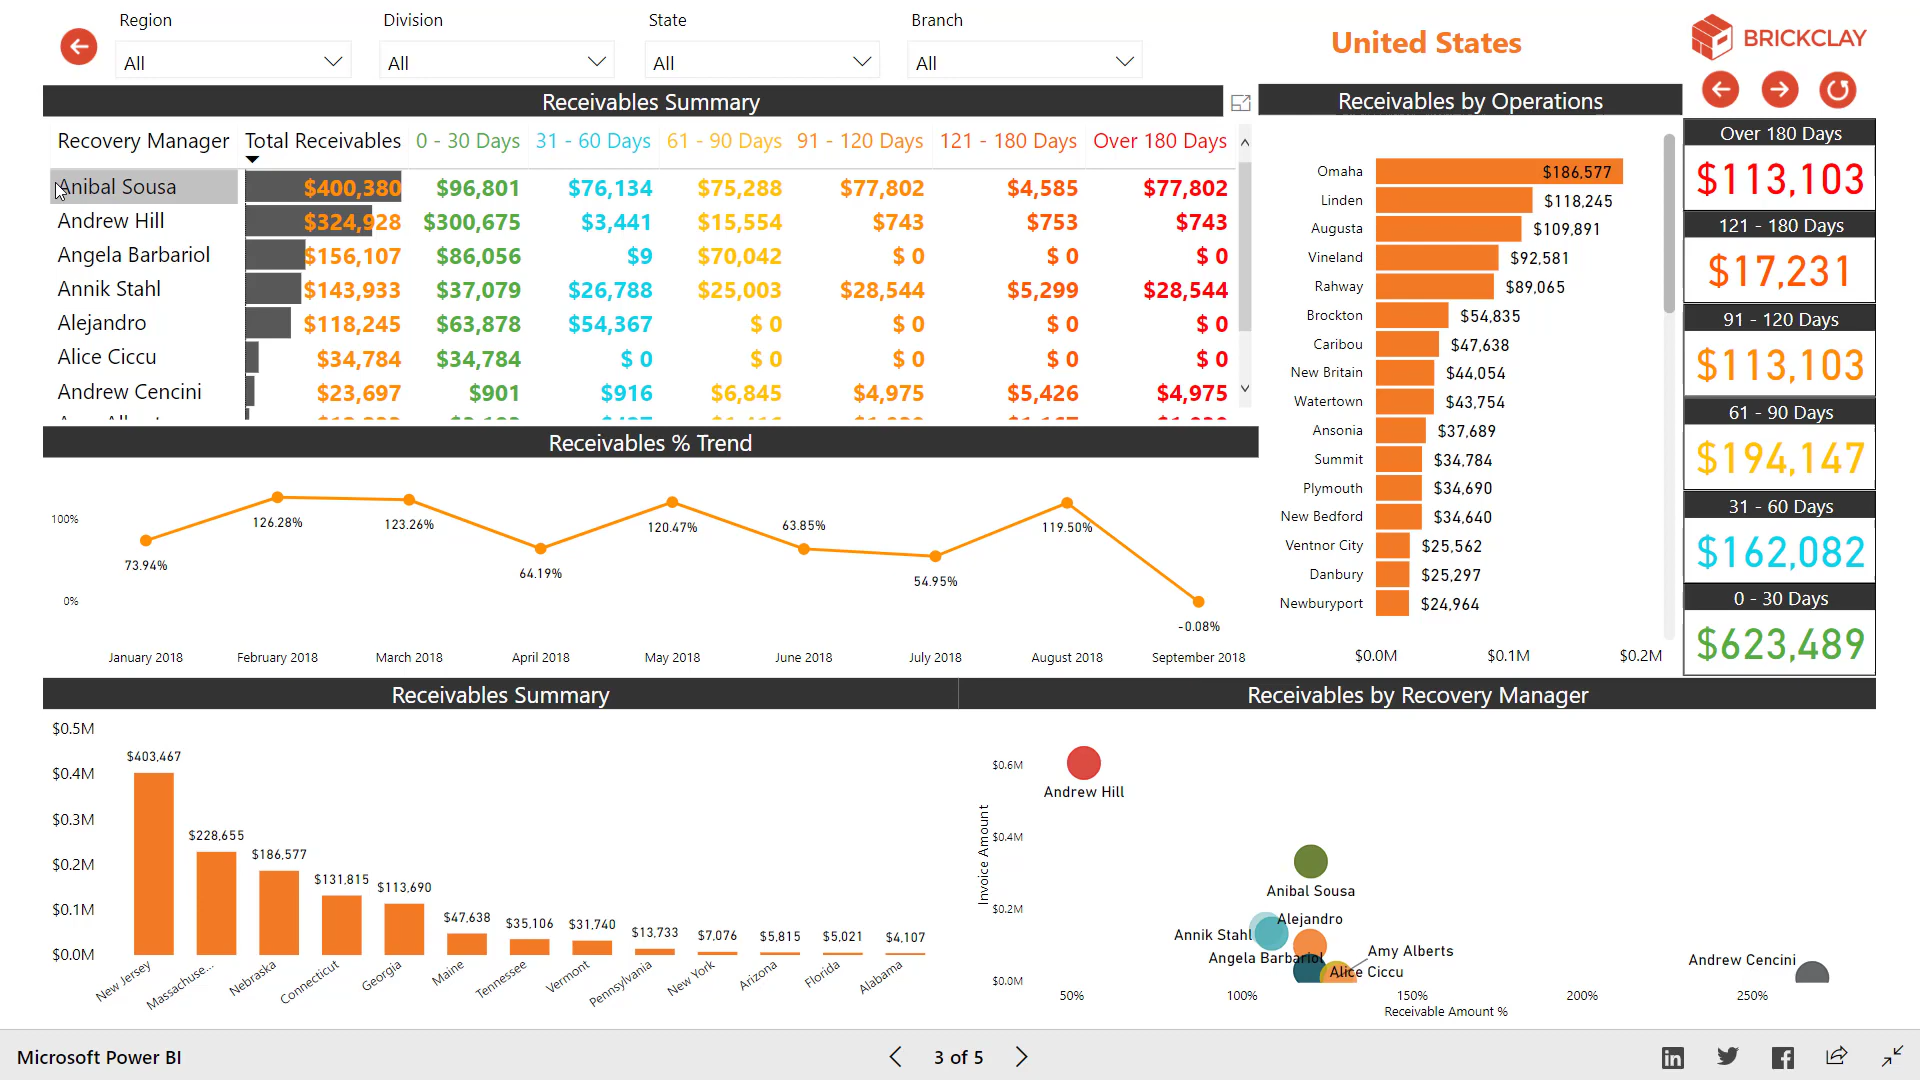 Region
Division
State
Branch
All
All
All
All
United States
BRICKCLAY
Receivables Summary
Recovery Manager Total Receivables 0 - 30 Days 31 - 60 Days 61 - 90 Days 91 - 120 Days 121 - 180 Days Over 180 Days
Anibal Sousa $400,380 $96,801 $76,134 $75,288 $77,802 $4,585 $77,802
Andrew Hill $324,928 $300,675 $3,441 $15,554 $743 $753 $743
Angela Barbariol $156,107 $86,056 $9 $70,042 $ 0 $ 0 $ 0
Annik Stahl $143,933 $37,079 $26,788 $25,003 $28,544 $5,299 $28,544
Alejandro $118,245 $63,878 $54,367 $ 0 $ 0 $ 0 $ 0
Alice Ciccu $34,784 $34,784 $ 0 $ 0 $ 0 $ 0 $ 0
Andrew Cencini $23,697 $901 $916 $6,845 $4,975 $5,426 $4,975
Receivables by Operations
Omaha $186,577
Linden $118,245
Augusta $109,891
Vineland $92,581
Rahway $89,065
Brockton $54,835
Caribou $47,638
New Britain $44,054
Watertown $43,754
Ansonia $37,689
Summit $34,784
Plymouth $34,690
New Bedford $34,640
Ventnor City $25,562
Danbury $25,297
Newburyport $24,964
$0.0M $0.1M $0.2M
Over 180 Days
$113,103
121 - 180 Days
$17,231
91 - 120 Days
$113,103
61 - 90 Days
$194,147
31 - 60 Days
$162,082
0 - 30 Days
$623,489
Receivables % Trend
100%
0%
73.94%
126.28%
123.26%
64.19%
120.47%
63.85%
54.95%
119.50%
-0.08%
January 2018 February 2018 March 2018 April 2018 May 2018 June 2018 July 2018 August 2018 September 2018
Receivables Summary
$0.5M
$0.4M
$0.3M
$0.2M
$0.1M
$0.0M
$403,467
$228,655
$186,577
$131,815
$113,690
$47,638
$35,106
$31,740
$13,733
$7,076
$5,815
$5,021
$4,107
New Jersey
Massachuse...
Nebraska
Connecticut
Georgia
Maine
Tennessee
Vermont
Pennsylvania
New York
Arizona
Florida
Alabama
Receivables by Recovery Manager
Invoice Amount
$0.6M
$0.4M
$0.2M
$0.0M
Andrew Hill
Anibal Sousa
Alejandro
Annik Stahl
Angela Barbariol
Amy Alberts
Alice Ciccu
Andrew Cencini
50% 100% 150% 200% 250%
Receivable Amount %
Microsoft Power BI
3 of 5